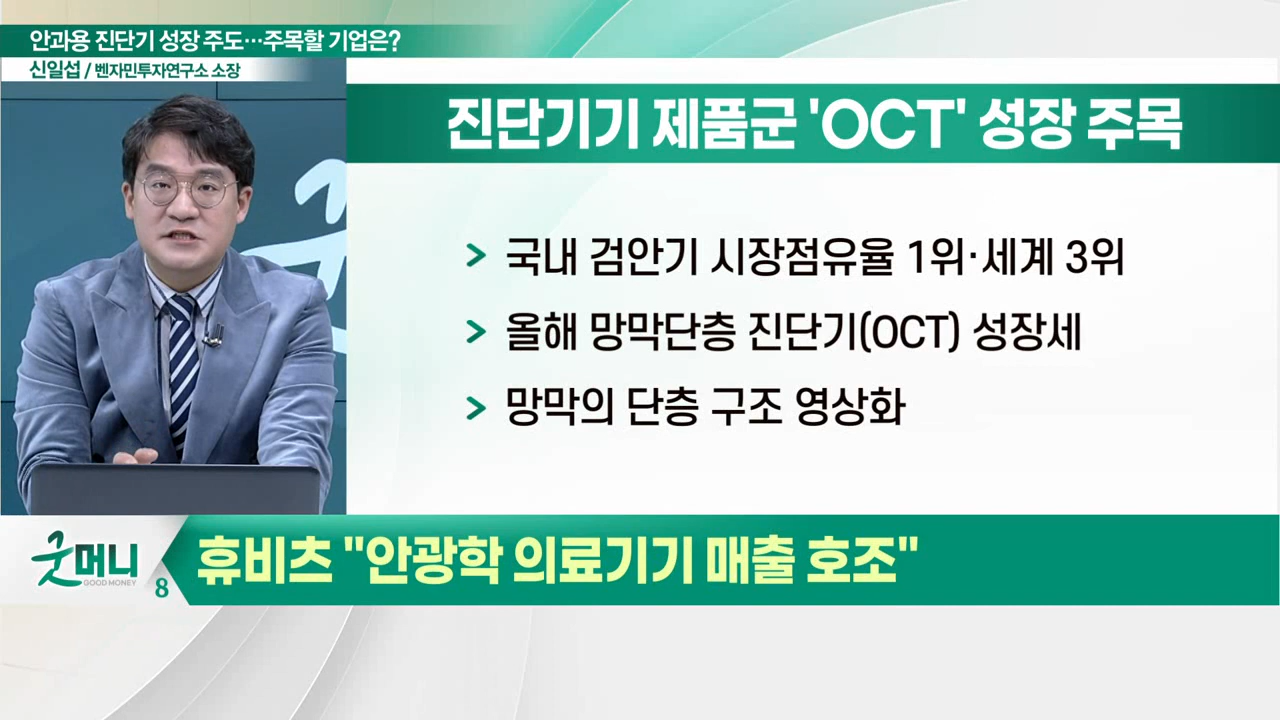 안과용 진단기 성장 주도…주목할 기업은?
신일섭 / 벤자민투자연구소 소장
진단기기 제품군 'OCT' 성장 주목
> 국내 검안기 시장점유율 1위·세계 3위
> 올해 망막단층 진단기(OCT) 성장세
> 망막의 단층 구조 영상화
굿머니
GOOD MONEY
8
휴비츠 "안광학 의료기기 매출 호조"